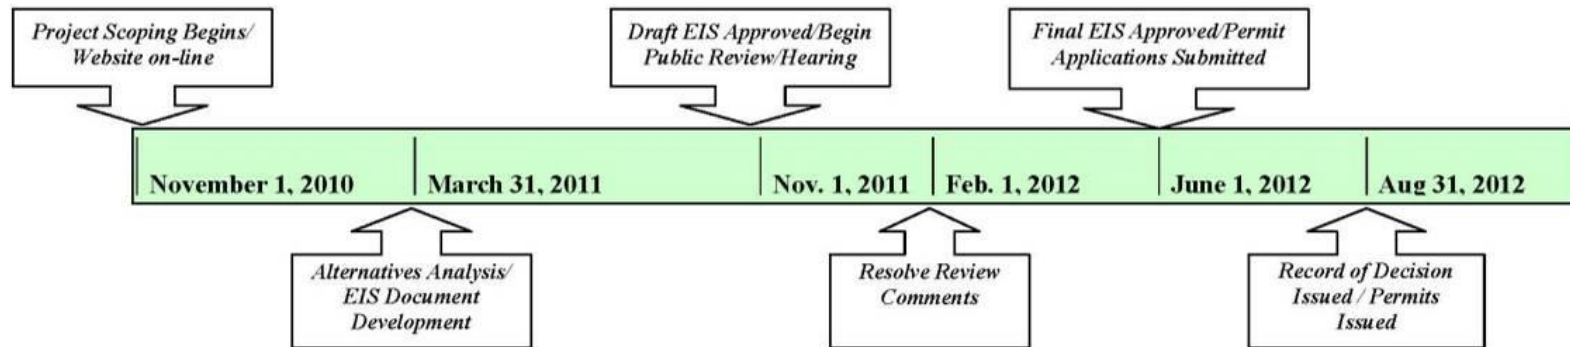 Project Scoping Begins/
Website on-line
Draft EIS Approved/Begin
Public Review/Hearing
Final EIS Approved/Permit
Applications Submitted
November 1, 2010
March 31, 2011
Nov. 1, 2011
Feb. 1, 2012
June 1, 2012
Aug 31, 2012
Alternatives Analysis/
EIS Document
Development
Resolve Review
Comments
Record of Decision
Issued / Permits
Issued